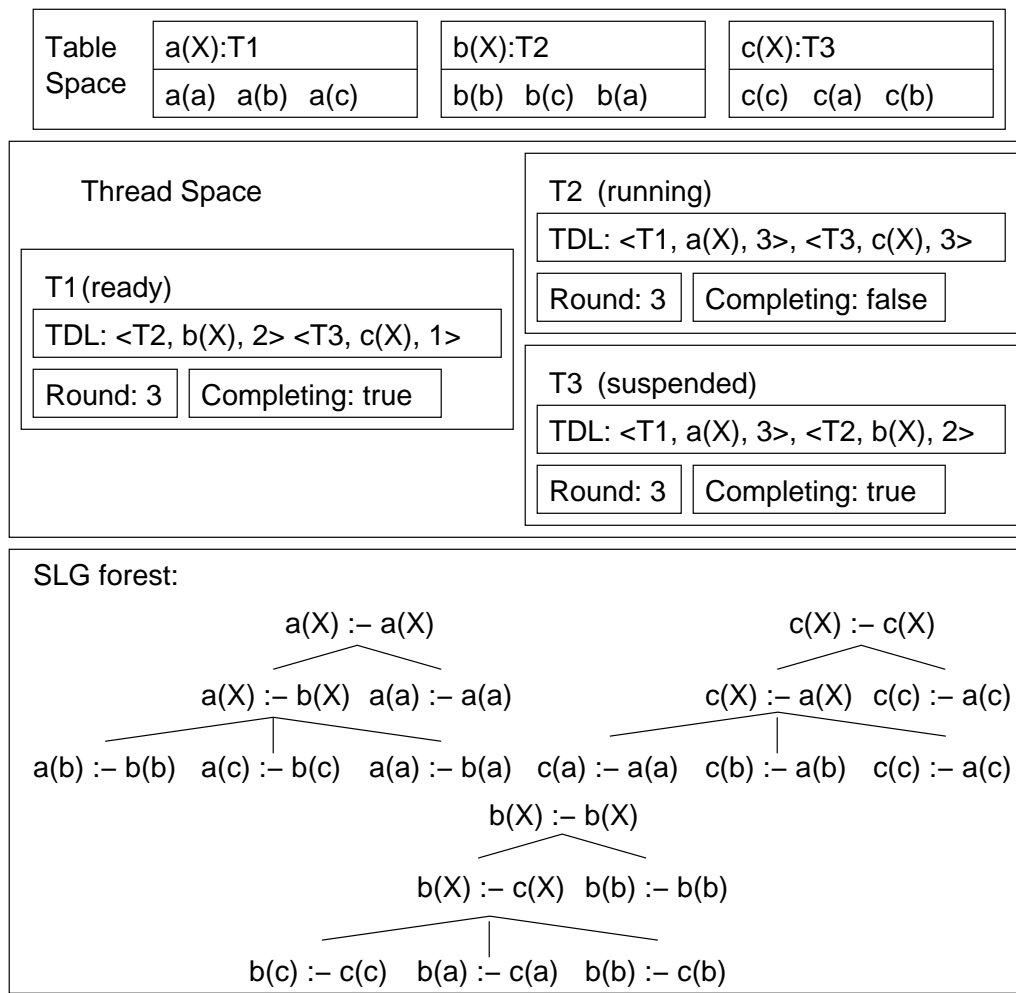 Table Space
a(X):T1
a(a) a(b) a(c)
b(X):T2
b(b) b(c) b(a)
c(X):T3
c(c) c(a) c(b)
Thread Space
T1 (ready)
TDL: <T2, b(X), 2> <T3, c(X), 1>
Round: 3 Completing: true
T2 (running)
TDL: <T1, a(X), 3>, <T3, c(X), 3>
Round: 3 Completing: false
T3 (suspended)
TDL: <T1, a(X), 3>, <T2, b(X), 2>
Round: 3 Completing: true
SLG forest:
a(X) :− a(X) c(X) :− c(X)
a(X) :− b(X) a(a) :− a(a) c(X) :− a(X) c(c) :− a(c)
a(b) :− b(b) a(c) :− b(c) a(a) :− b(a) c(a) :− a(a) c(b) :− a(b) c(c) :− a(c)
b(X) :− b(X)
b(X) :− c(X) b(b) :− b(b)
b(c) :− c(c) b(a) :− c(a) b(b) :− c(b)